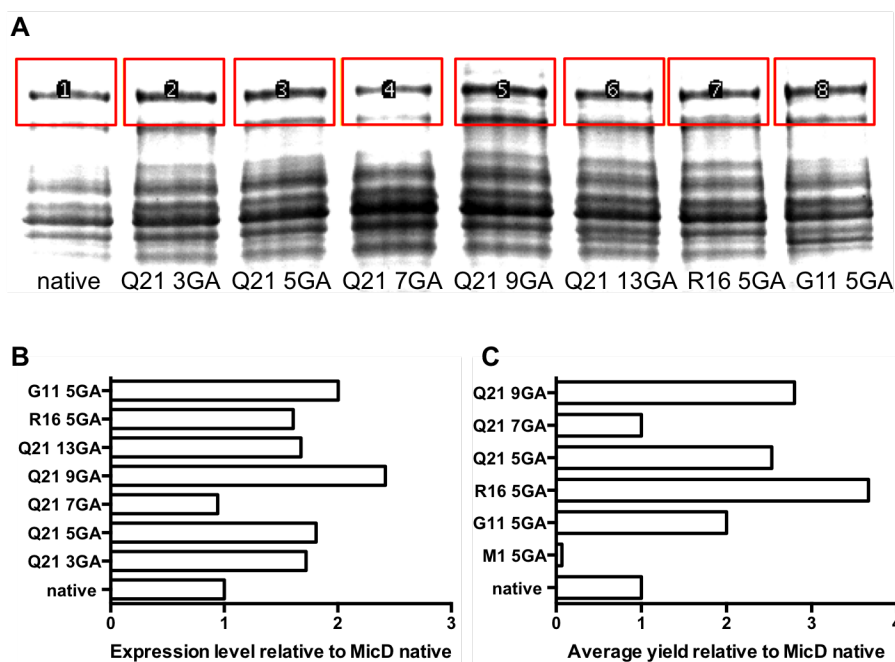 A
1 2 3 4 5 6 7 8
native Q21 3GA Q21 5GA Q21 7GA Q21 9GA Q21 13GA R16 5GA G11 5GA
B
G11 5GA
R16 5GA
Q21 13GA
Q21 9GA
Q21 7GA
Q21 5GA
Q21 3GA
native
0 1 2 3
Expression level relative to MicD native
C
Q21 9GA
Q21 7GA
Q21 5GA
R16 5GA
G11 5GA
M1 5GA
native
0 1 2 3 4
Average yield relative to MicD native